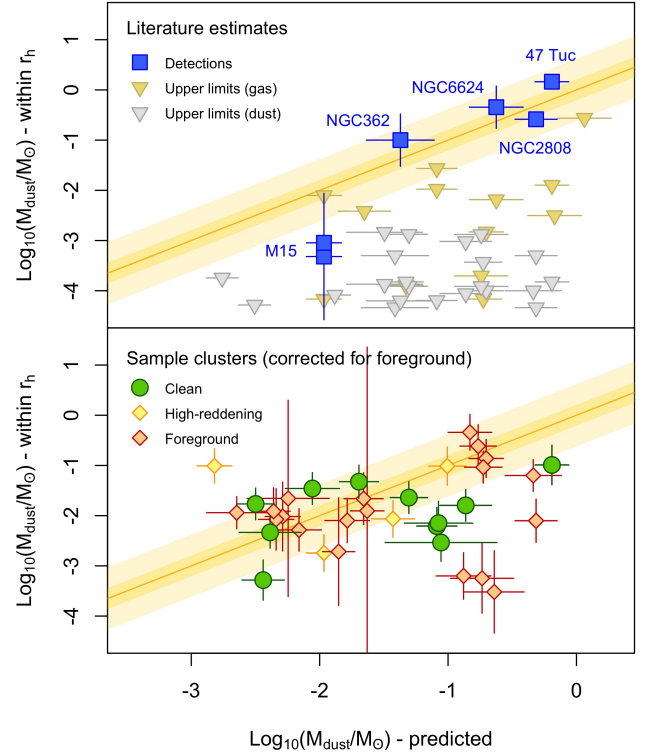 Literature estimates
Detections
Upper limits (gas)
Upper limits (dust)
47 Tuc
NGC6624
NGC362
NGC2808
M15
1
0
-1
-2
-3
-4
Log10(Mdust/M⊙) - within rh
Sample clusters (corrected for foreground)
Clean
High-reddening
Foreground
1
0
-1
-2
-3
-4
Log10(Mdust/M⊙) - within rh
-3 -2 -1 0
Log10(Mdust/M⊙) - predicted